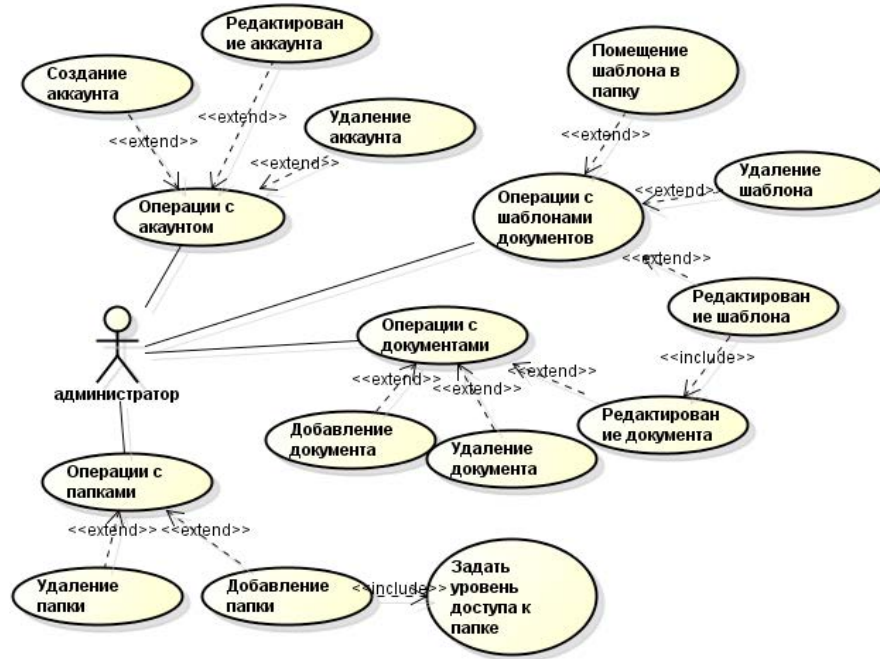 Редактирован
ие аккаунта
Создание
аккаунта
<<extend>>
<<extend>>
Удаление
аккаунта
<<extend>>
Операции с
акаунтом
Помещение
шаблона в
папку
<<extend>>
Удаление
шаблона
<<extend>>
Операции с
шаблонами
документов
<<extend>>
Редактирован
ие шаблона
<<include>>
Операции с
документами
<<extend>>
<<extend>>
<<extend>>
Добавление
документа
Удаление
документа
Редактирован
ие документа
администратор
Операции с
папками
<<extend>>
<<extend>>
Удаление
папки
Добавление
папки
<<include>>
Задать
уровень
доступа к
папке